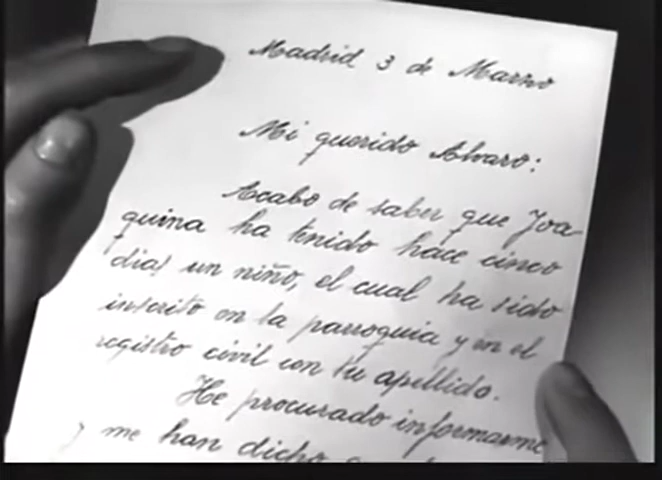 Madrid 3 de Marzo
Mi querido Alvaro:
Acabo de saber que Joa-
quina ha tenido hace cinco
dias un niño, el cual ha sido
inscrito en la parroquia y en el
registro civil con tu apellido.
He procurado informarme
y me han dicho